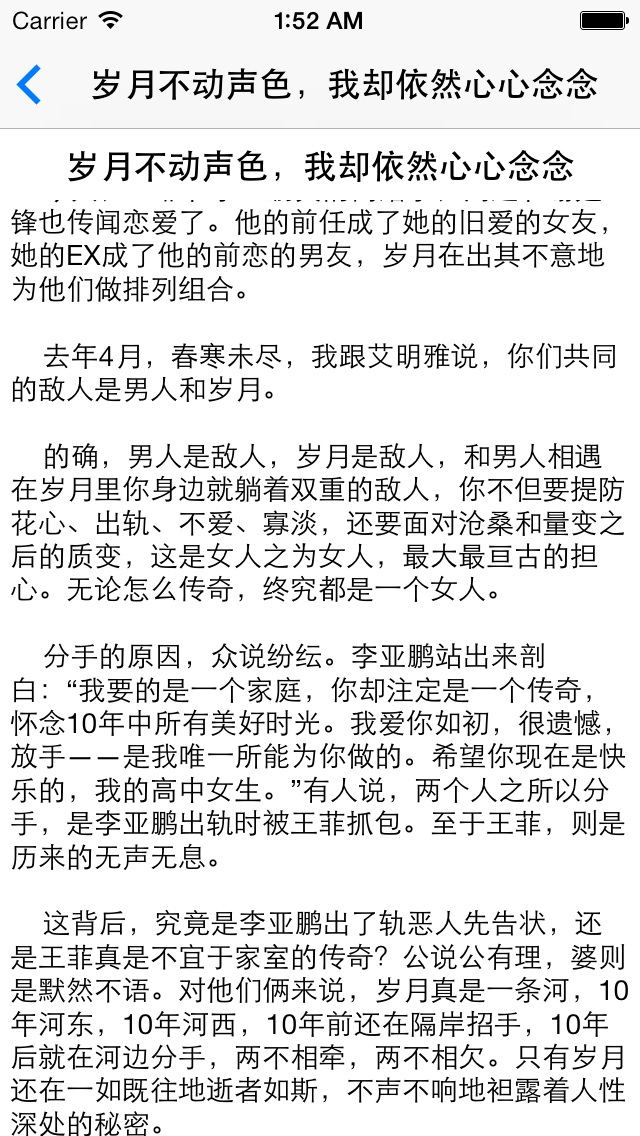 Carrier 1:52 AM
岁月不动声色，我却依然心心念念
岁月不动声色，我却依然心心念念
锋也传闻恋爱了。他的前任成了她的旧爱的女友，
她的EX成了他的前恋的男友，岁月在出其不意地
为他们做排列组合。
去年4月，春寒未尽，我跟艾明雅说，你们共同
的敌人是男人和岁月。
的确，男人是敌人，岁月是敌人，和男人相遇
在岁月里你身边就躺着双重的敌人，你不但要提防
花心、出轨、不爱、寡淡，还要面对沧桑和量变之
后的质变，这是女人之为女人，最大最亘古的担
心。无论怎么传奇，终究都是一个女人。
分手的原因，众说纷纭。李亚鹏站出来剖
白：“我要的是一个家庭，你却注定是一个传奇，
怀念10年中所有美好时光。我爱你如初，很遗憾，
放手——是我唯一所能为你做的。希望你现在是快
乐的，我的高中女生。”有人说，两个人之所以分
手，是李亚鹏出轨时被王菲抓包。至于王菲，则是
历来的无声无息。
这背后，究竟是李亚鹏出了轨恶人先告状，还
是王菲真是不宜于家室的传奇？公说公有理，婆则
是默然不语。对他们俩来说，岁月真是一条河，10
年河东，10年河西，10年前还在隔岸招手，10年
后就在河边分手，两不相牵，两不相欠。只有岁月
还在一如既往地逝者如斯，不声不响地袒露着人性
深处的秘密。